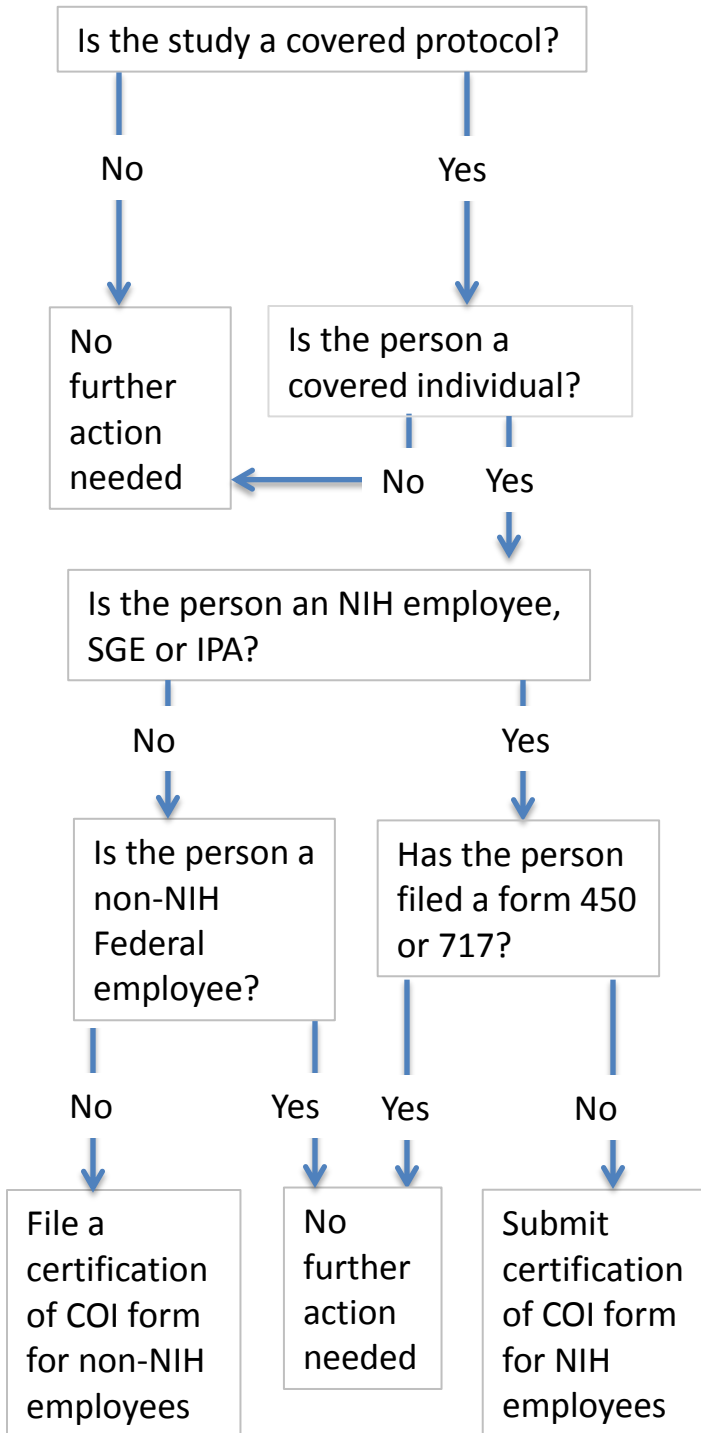 Is the study a covered protocol?
No
Yes
No
further
action
needed
Is the person a
covered individual?
No
Yes
Is the person an NIH employee,
SGE or IPA?
No
Yes
Is the person a
non-NIH
Federal
employee?
Has the person
filed a form 450
or 717?
No
Yes
Yes
No
File a
certification
of COI form
for non-NIH
employees
No
further
action
needed
Submit
certification
of COI form
for NIH
employees